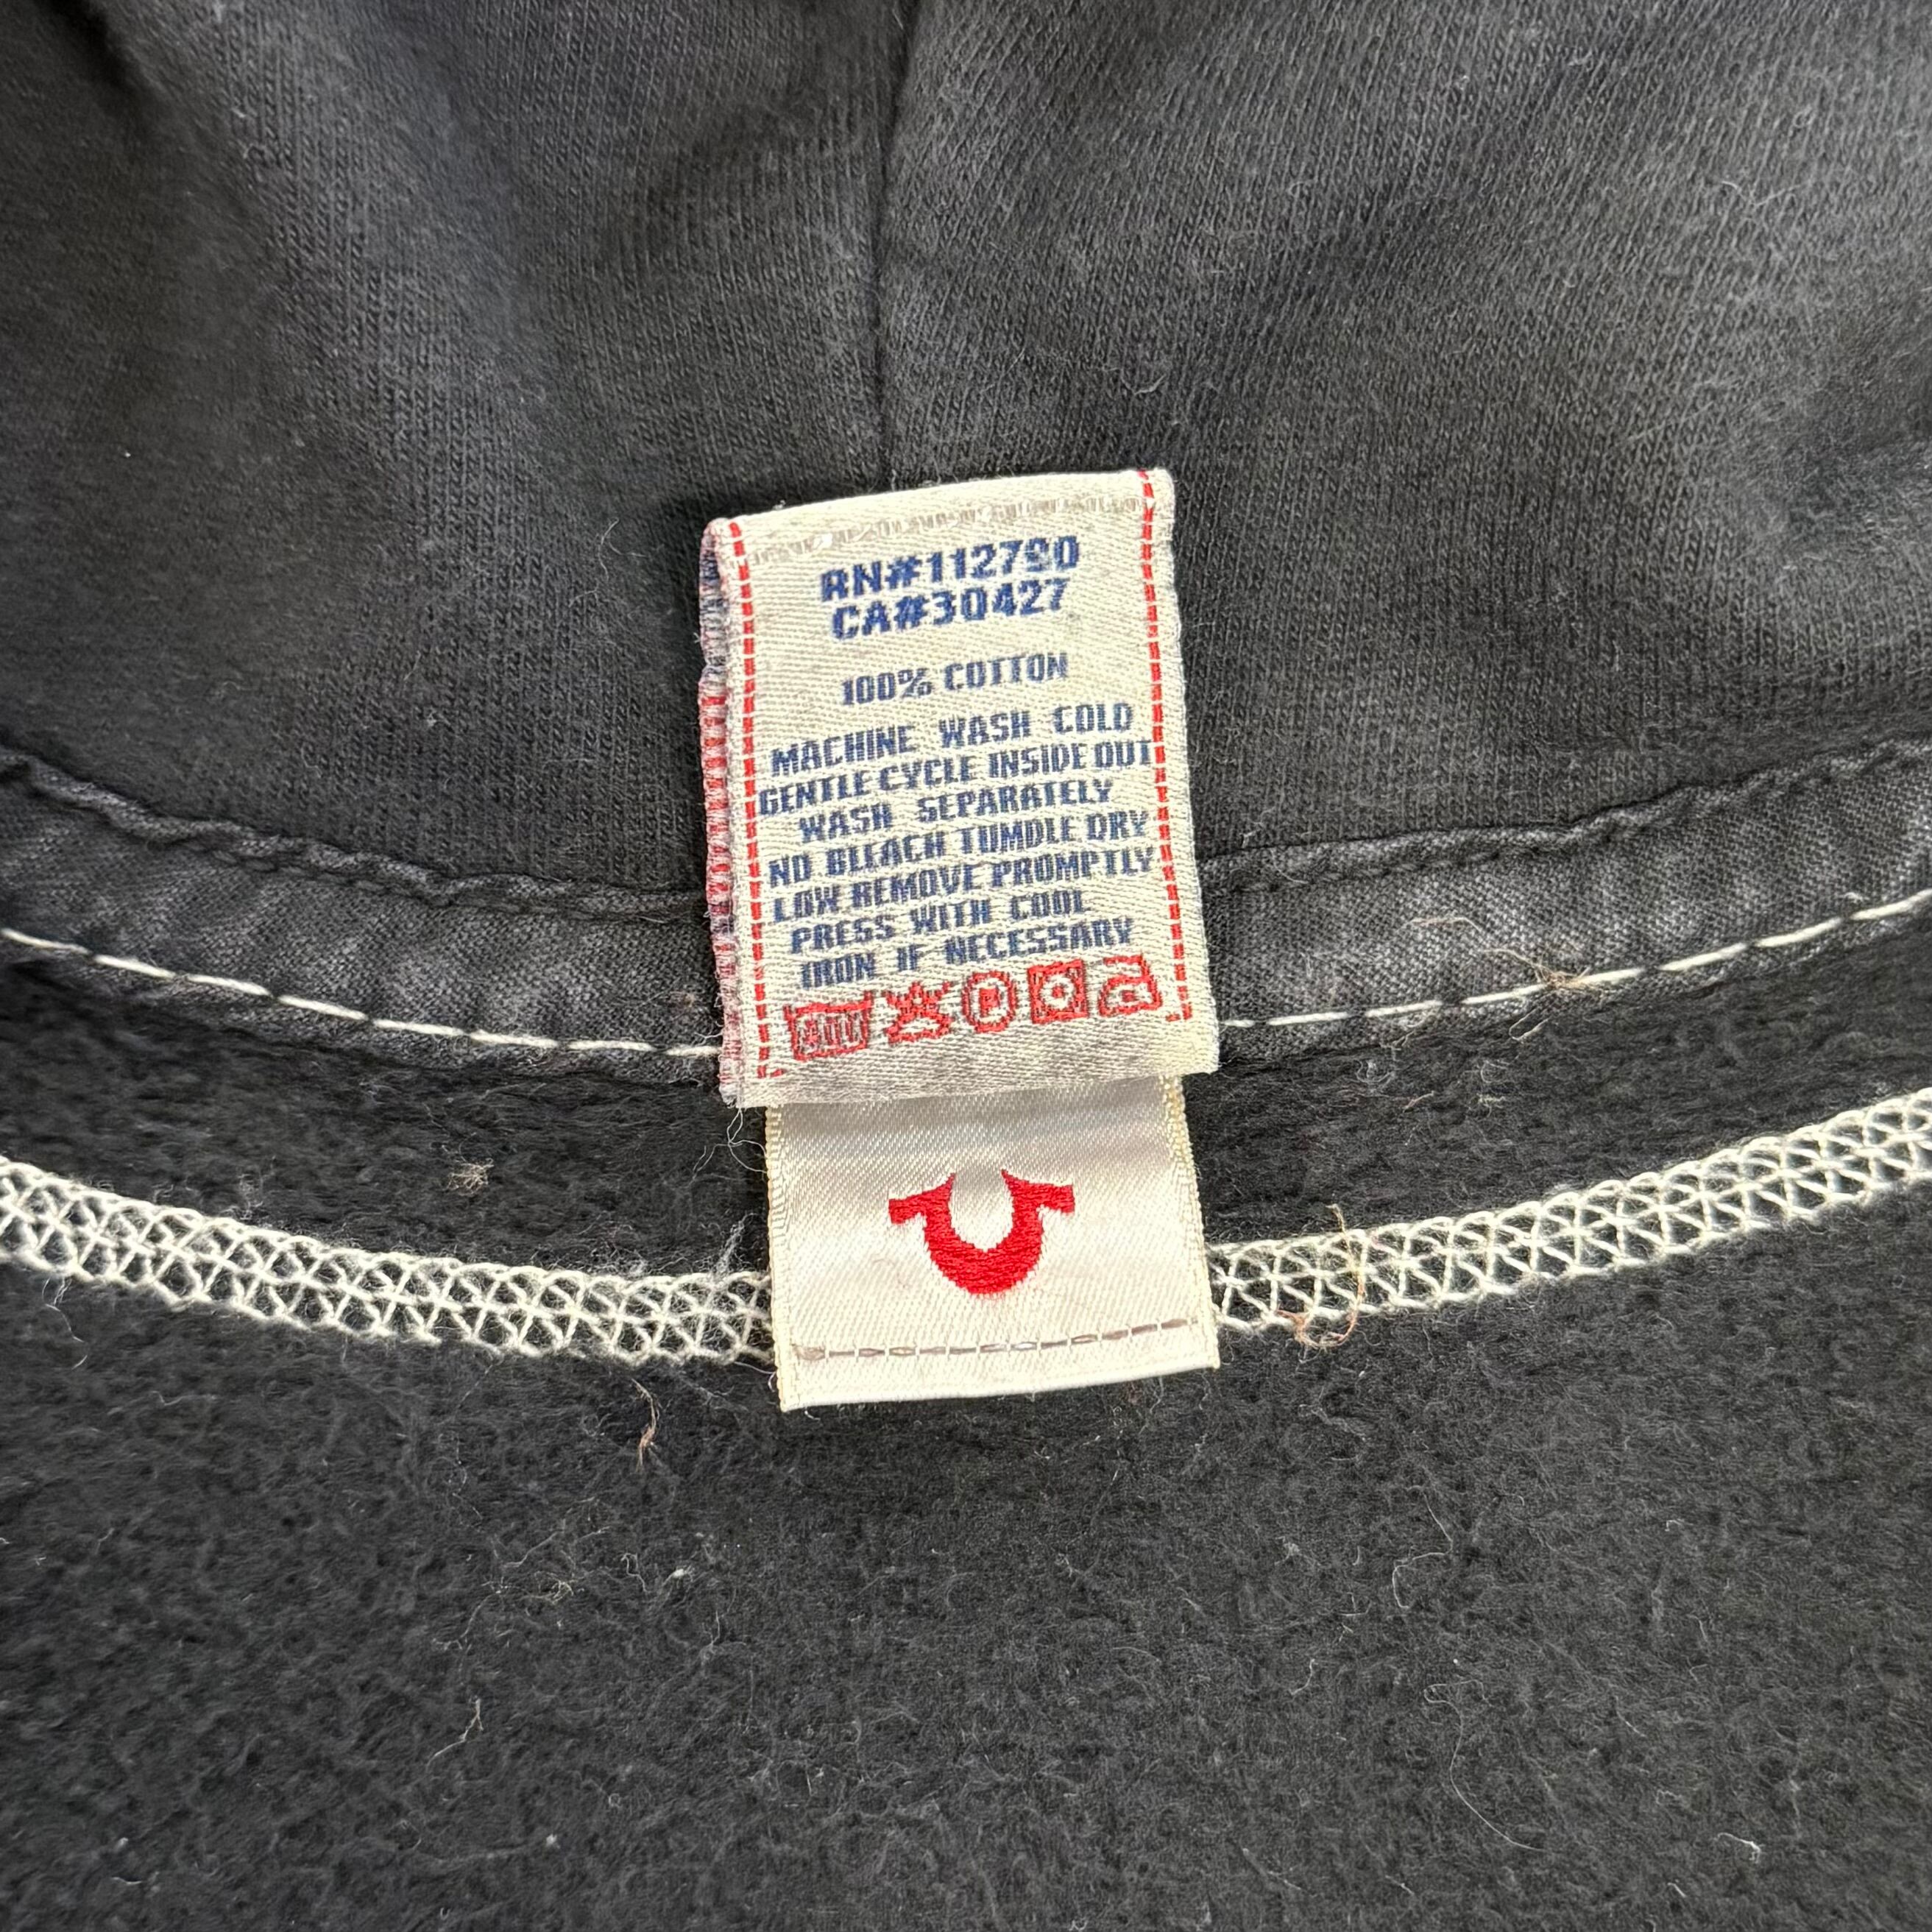 RN#112790
CA#30427
100% COTTON
MACHINE WASH COLD
GENTLE CYCLE INSIDE OUT
WASH SEPARATELY
NO BLEACH TUMBLE DRY
LOW REMOVE PROMPTLY
PRESS WITH COOL
IRON IF NECESSARY
P